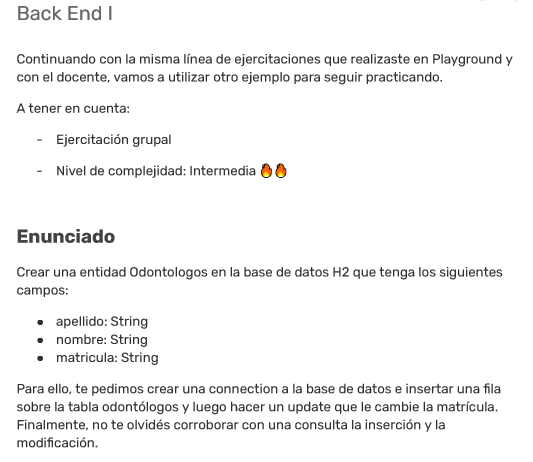 Back End I
Continuando con la misma línea de ejercitaciones que realizaste en Playground y
con el docente, vamos a utilizar otro ejemplo para seguir practicando.
A tener en cuenta:
- Ejercitación grupal
- Nivel de complejidad: Intermedia 🔥🔥
Enunciado
Crear una entidad Odontologos en la base de datos H2 que tenga los siguientes
campos:
● apellido: String
● nombre: String
● matricula: String
Para ello, te pedimos crear una connection a la base de datos e insertar una fila
sobre la tabla odontólogos y luego hacer un update que le cambie la matrícula.
Finalmente, no te olvidés corroborar con una consulta la inserción y la
modificación.